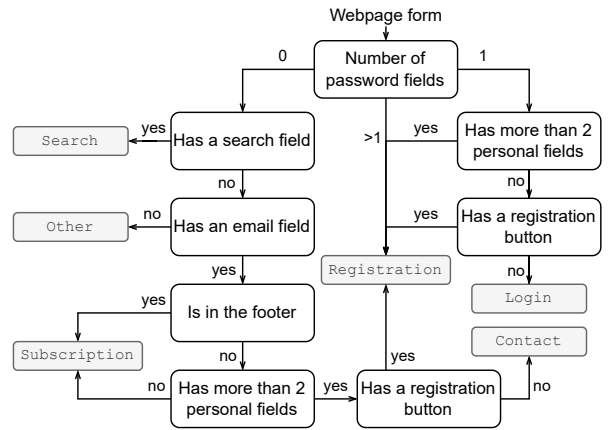 Webpage form
0
Number of
password fields
1
Search
yes
Has a search field
>1
yes
Has more than 2
personal fields
no
no
Other
no
Has an email field
yes
Has a registration
button
yes
Registration
no
Login
yes
Is in the footer
Subscription
no
yes
Contact
no
Has more than 2
personal fields
yes
Has a registration
button
no